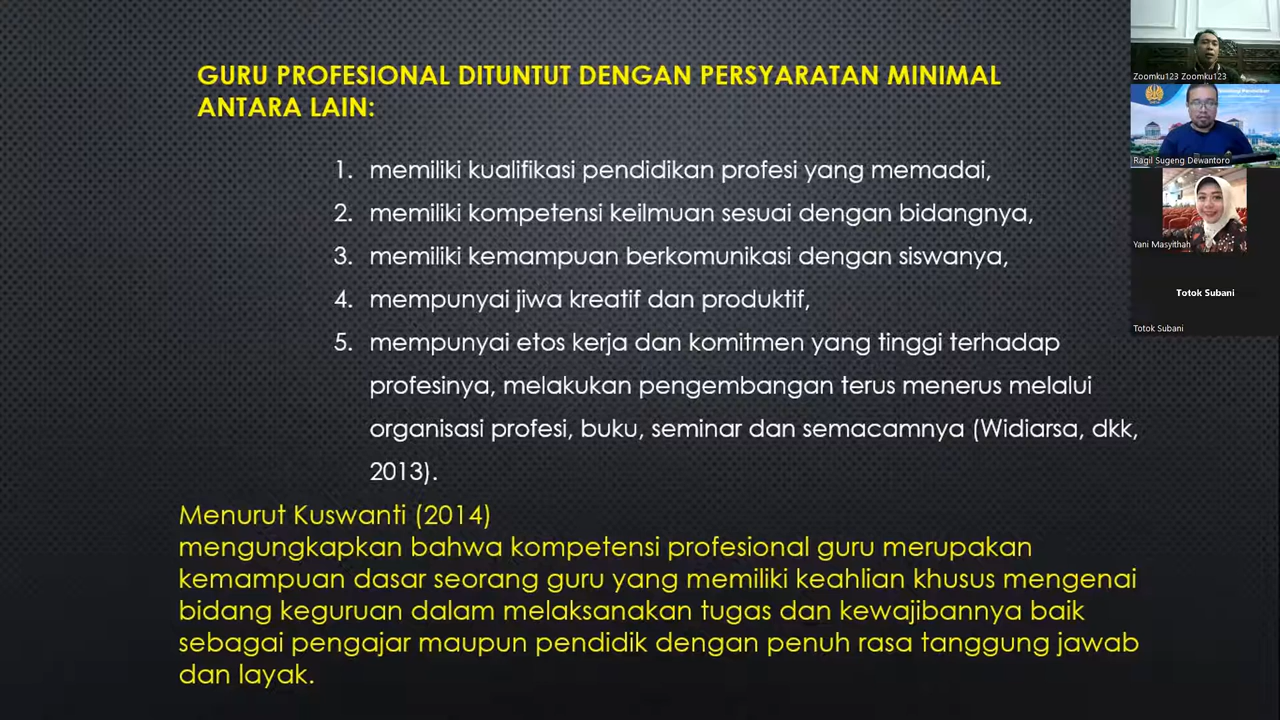 GURU PROFESIONAL DITUNTUT DENGAN PERSYARATAN MINIMAL
ANTARA LAIN:
1. memiliki kualifikasi pendidikan profesi yang memadai,
2. memiliki kompetensi keilmuan sesuai dengan bidangnya,
3. memiliki kemampuan berkomunikasi dengan siswanya,
4. mempunyai jiwa kreatif dan produktif,
5. mempunyai etos kerja dan komitmen yang tinggi terhadap
profesinya, melakukan pengembangan terus menerus melalui
organisasi profesi, buku, seminar dan semacamnya (Widiarsa, dkk,
2013).
Menurut Kuswanti (2014)
mengungkapkan bahwa kompetensi profesional guru merupakan
kemampuan dasar seorang guru yang memiliki keahlian khusus mengenai
bidang keguruan dalam melaksanakan tugas dan kewajibannya baik
sebagai pengajar maupun pendidik dengan penuh rasa tanggung jawab
dan layak.
Zoomku123 Zoomku123
Ragil Sugeng Dewantoro
Yani Masyithah
Totok Subani
Totok Subani